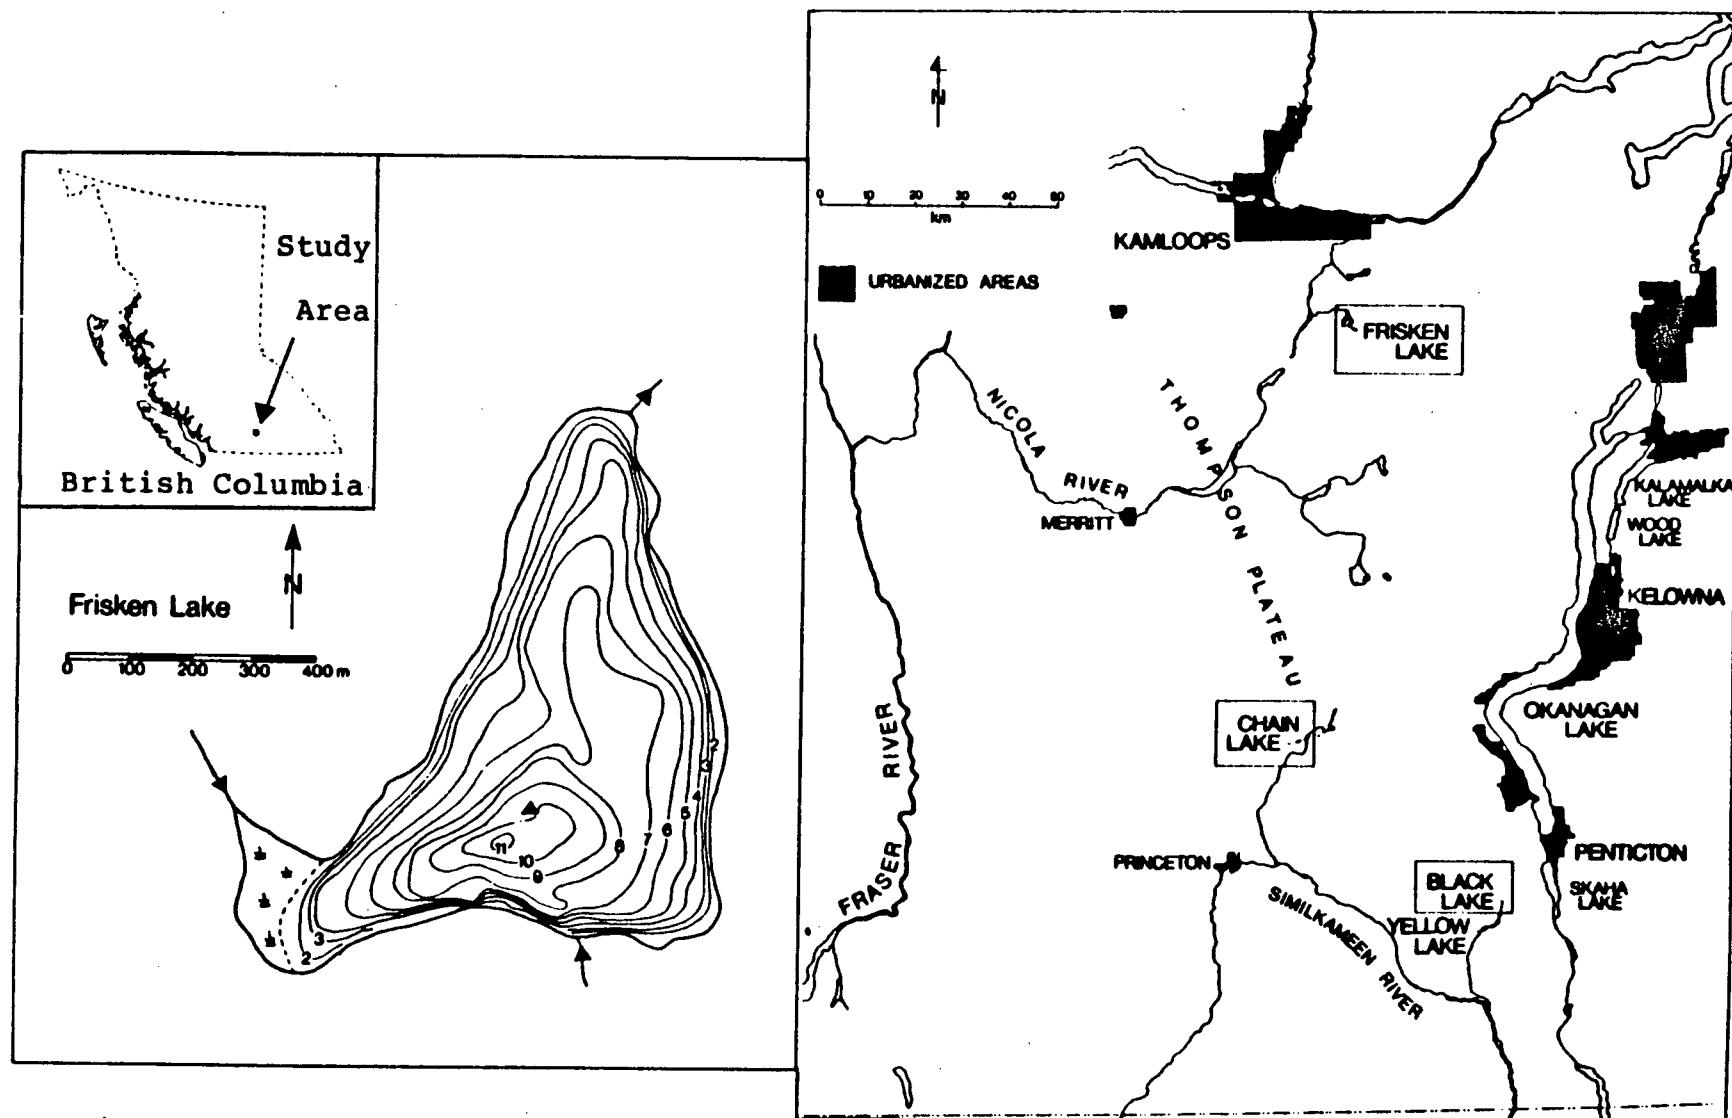 Study
Area
British Columbia
N
Frisken Lake
0 100 200 300 400 m
2
3
4
5
6
7
8
11
10
9
3
2
N
0 10 20 30 40 50
km
KAMLOOPS
URBANIZED AREAS
FRISKEN
LAKE
NICOLA
RIVER
THOMPSON PLATEAU
MERRITT
KALAMALKA
LAKE
WOOD
LAKE
KELOWNA
OKANAGAN
LAKE
CHAIN
LAKE
FRASER RIVER
PRINCETON
PENTICTON
BLACK
LAKE
SKAHA
LAKE
SIMILKAMEEN RIVER
YELLOW
LAKE